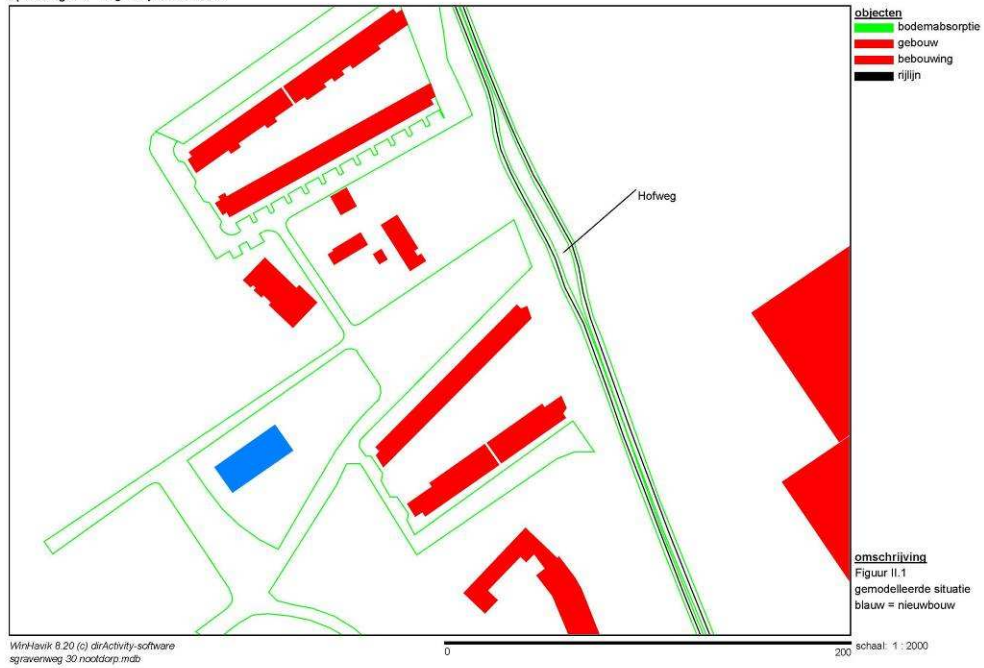 objecten
bodemabsorptie
gebouw
bebouwing
rijlijn
Hofweg
omschrijving
Figuur II.1
gemodelleerde situatie
blauw = nieuwbouw
WinHavik 8.20 (c) dirActivity-software
sgravenweg 30 nootdorp.mdb
0
200
schaal: 1 : 2000